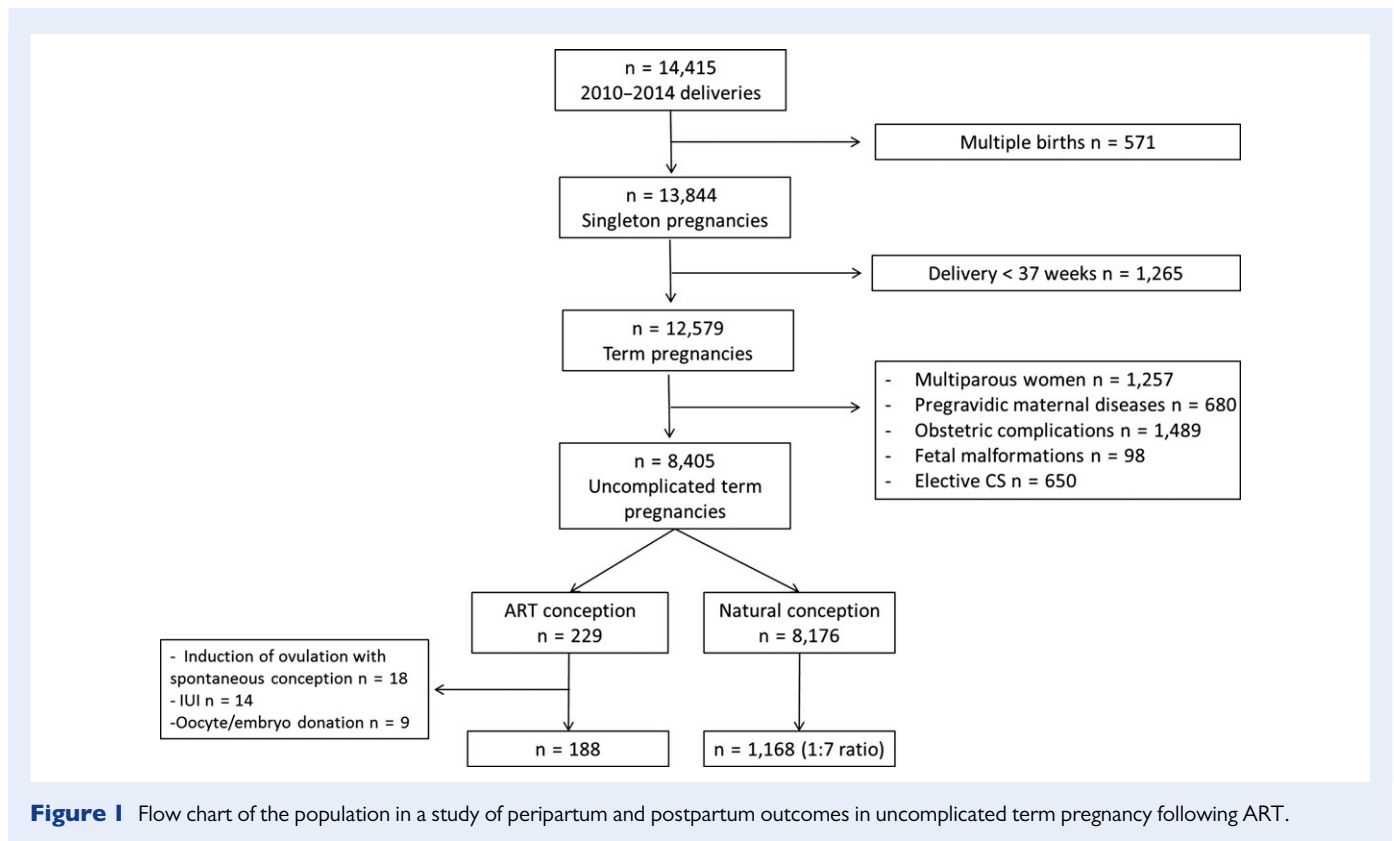 n = 14,415
2010–2014 deliveries
Multiple births n = 571
n = 13,844
Singleton pregnancies
Delivery < 37 weeks n = 1,265
n = 12,579
Term pregnancies
- Multiparous women n = 1,257
- Pregravidic maternal diseases n = 680
- Obstetric complications n = 1,489
- Fetal malformations n = 98
- Elective CS n = 650
n = 8,405
Uncomplicated term
pregnancies
ART conception
n = 229
Natural conception
n = 8,176
- Induction of ovulation with
spontaneous conception n = 18
- IUI n = 14
-Oocyte/embryo donation n = 9
n = 188
n = 1,168 (1:7 ratio)
Figure 1 Flow chart of the population in a study of peripartum and postpartum outcomes in uncomplicated term pregnancy following ART.